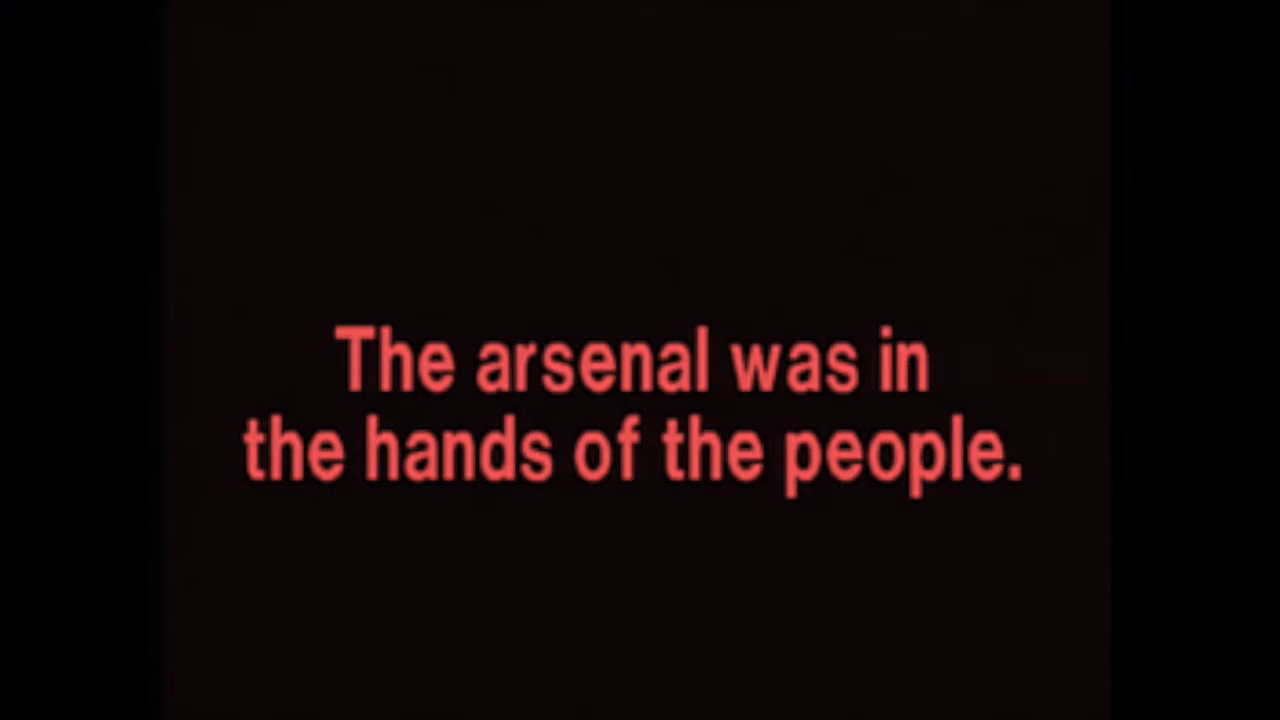 The arsenal was in
the hands of the people.